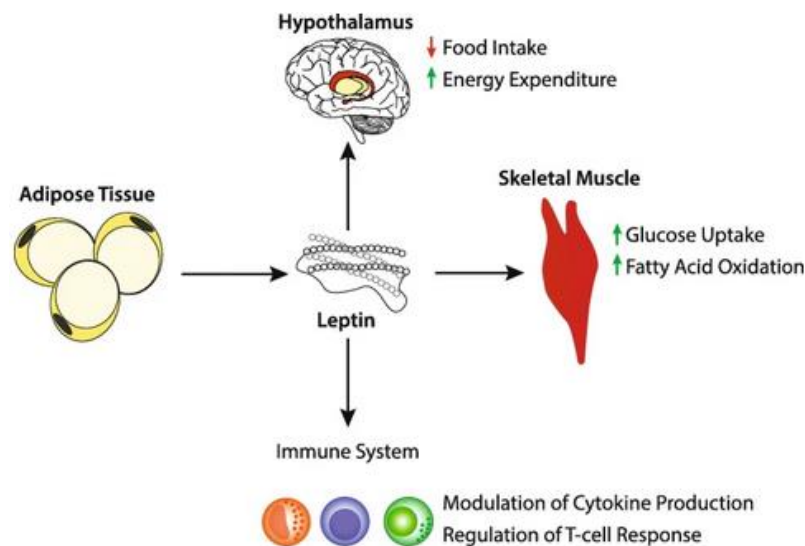 Hypothalamus
Food Intake
Energy Expenditure
Adipose Tissue
Skeletal Muscle
Glucose Uptake
Fatty Acid Oxidation
Leptin
Immune System
Modulation of Cytokine Production
Regulation of T-cell Response